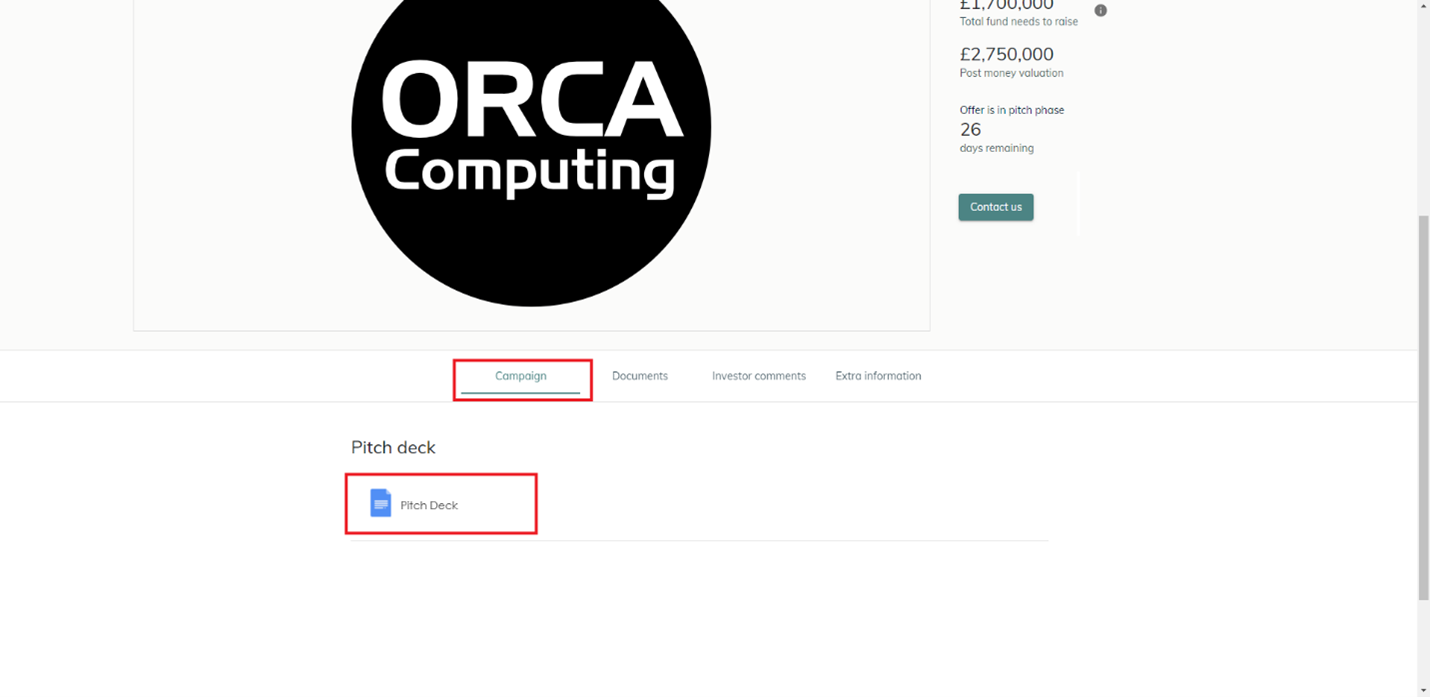 £1,700,000
Total fund needs to raise
£2,750,000
Post money valuation
Offer is in pitch phase
26
days remaining
Contact us
ORCA
Computing
Campaign Documents Investor comments Extra information
Pitch deck
Pitch Deck